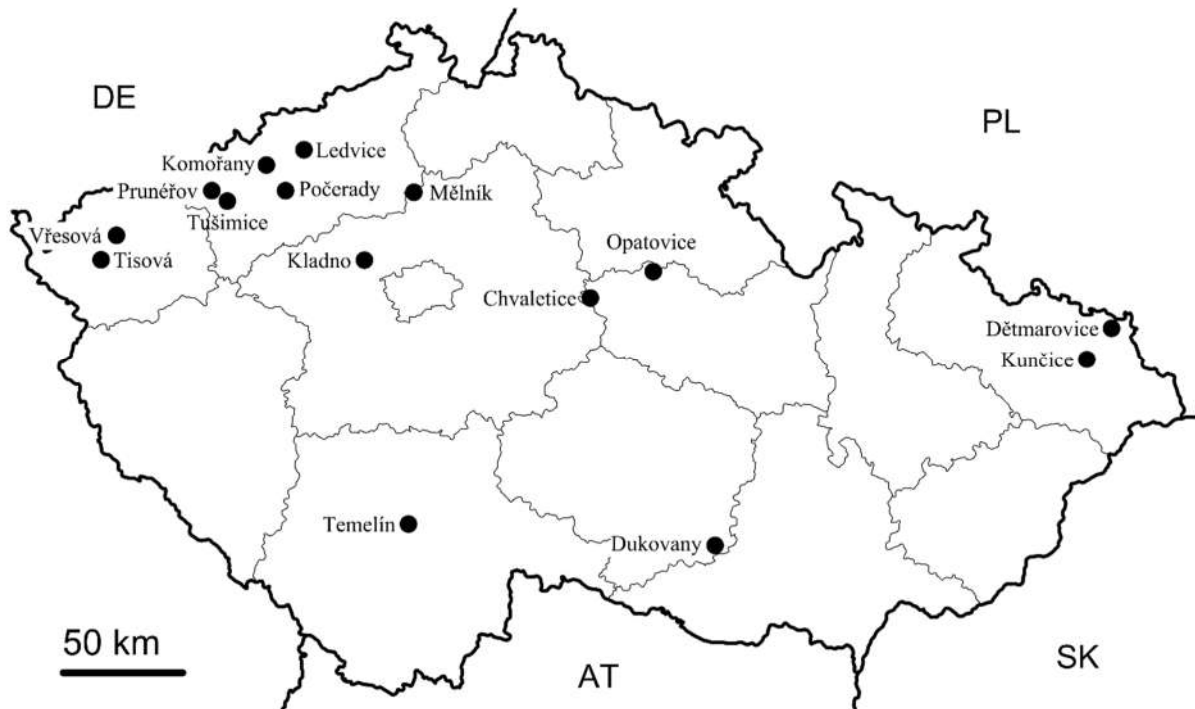 DE
PL
Ledvice
Komořany
Prunéřov
Počerady
Mělník
Tušimice
Vřesová
Tisová
Kladno
Opatovice
Chvaletice
Dětmarovice
Kunčice
Temelín
Dukovany
50 km
AT
SK